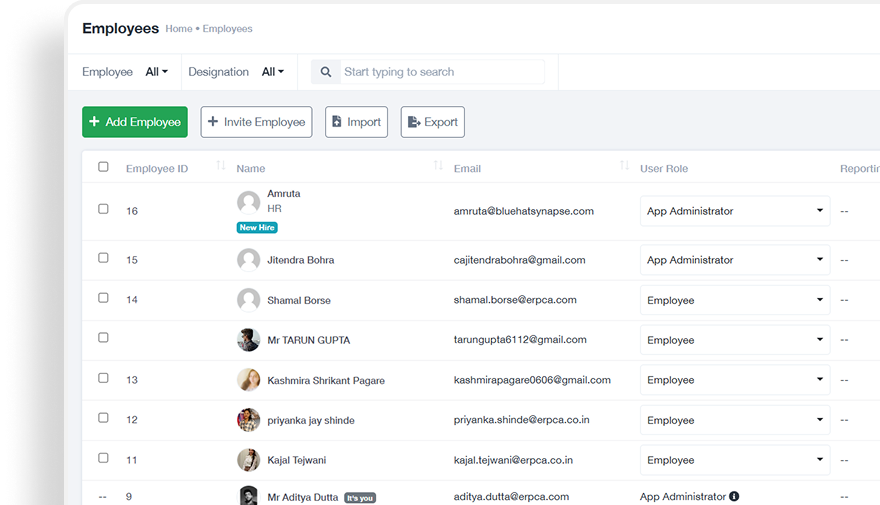 Employees Home • Employees
Employee All Designation All Start typing to search
Add Employee Invite Employee Import Export
Employee ID Name Email User Role Reportin
16 Amruta HR New Hire amruta@bluehatsynapse.com App Administrator --
15 Jitendra Bohra cajitendrabohra@gmail.com App Administrator --
14 Shamal Borse shamal.borse@erpca.com Employee --
Mr TARUN GUPTA tarungupta6112@gmail.com Employee --
13 Kashmira Shrikant Pagare kashmirapagare0606@gmail.com Employee --
12 priyanka jay shinde priyanka.shinde@erpca.co.in Employee --
11 Kajal Tejwani kajal.tejwani@erpca.co.in Employee --
-- 9 Mr Aditya Dutta It's you aditya.dutta@erpca.com App Administrator --